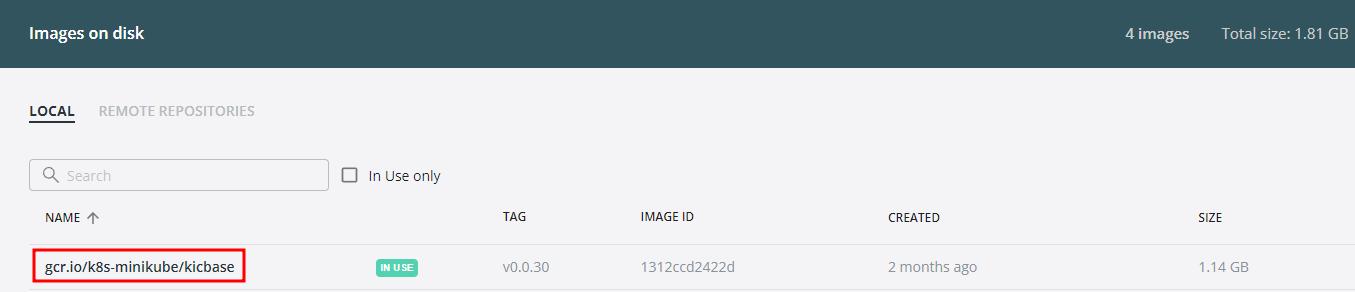 Images on disk 4 images Total size: 1.81 GB
LOCAL REMOTE REPOSITORIES
Search In Use only
NAME TAG IMAGE ID CREATED SIZE
gcr.io/k8s-minikube/kicbase IN USE v0.0.30 1312ccd2422d 2 months ago 1.14 GB